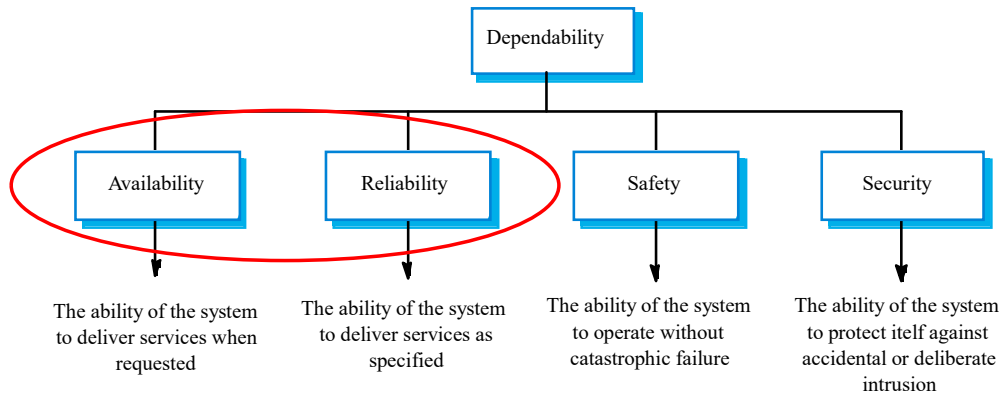 Dependability
Availability
Reliability
Safety
Security
The ability of the system
to deliver services when
requested
The ability of the system
to deliver services as
specified
The ability of the system
to operate without
catastrophic failure
The ability of the system
to protect itelf against
accidental or deliberate
intrusion